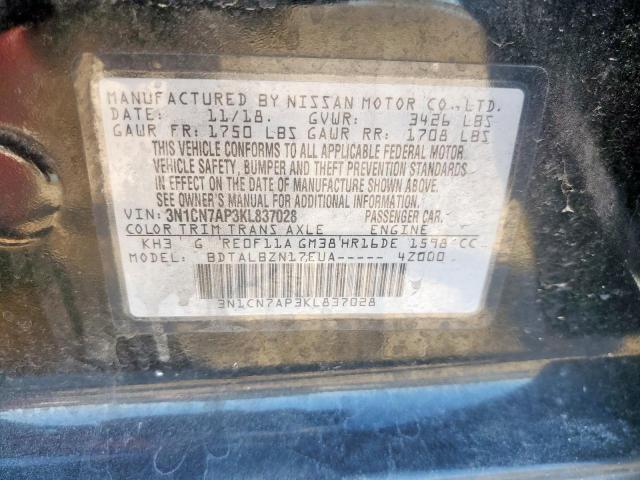 MANUFACTURED BY NISSAN MOTOR CO., LTD.
DATE: 11/18. GVWR: 3426 LBS
GAWR FR: 1750 LBS GAWR RR: 1708 LBS
THIS VEHICLE CONFORMS TO ALL APPLICABLE FEDERAL MOTOR
VEHICLE SAFETY, BUMPER AND THEFT PREVENTION STANDARDS
IN EFFECT ON THE DATE OF MANUFACTURE SHOWN ABOVE.
SEE OWNER'S MANUAL FOR ADDITIONAL INFORMATION.
VIN: 3N1CN7AP3KL837028 PASSENGER CAR
COLOR TRIM TRANS AXLE ENGINE
KH3 G RE0F11A GM38 HR16DE 1598 CC
MODEL: BDTALBZN17EUA----- 4Z000
3N1CN7AP3KL837028